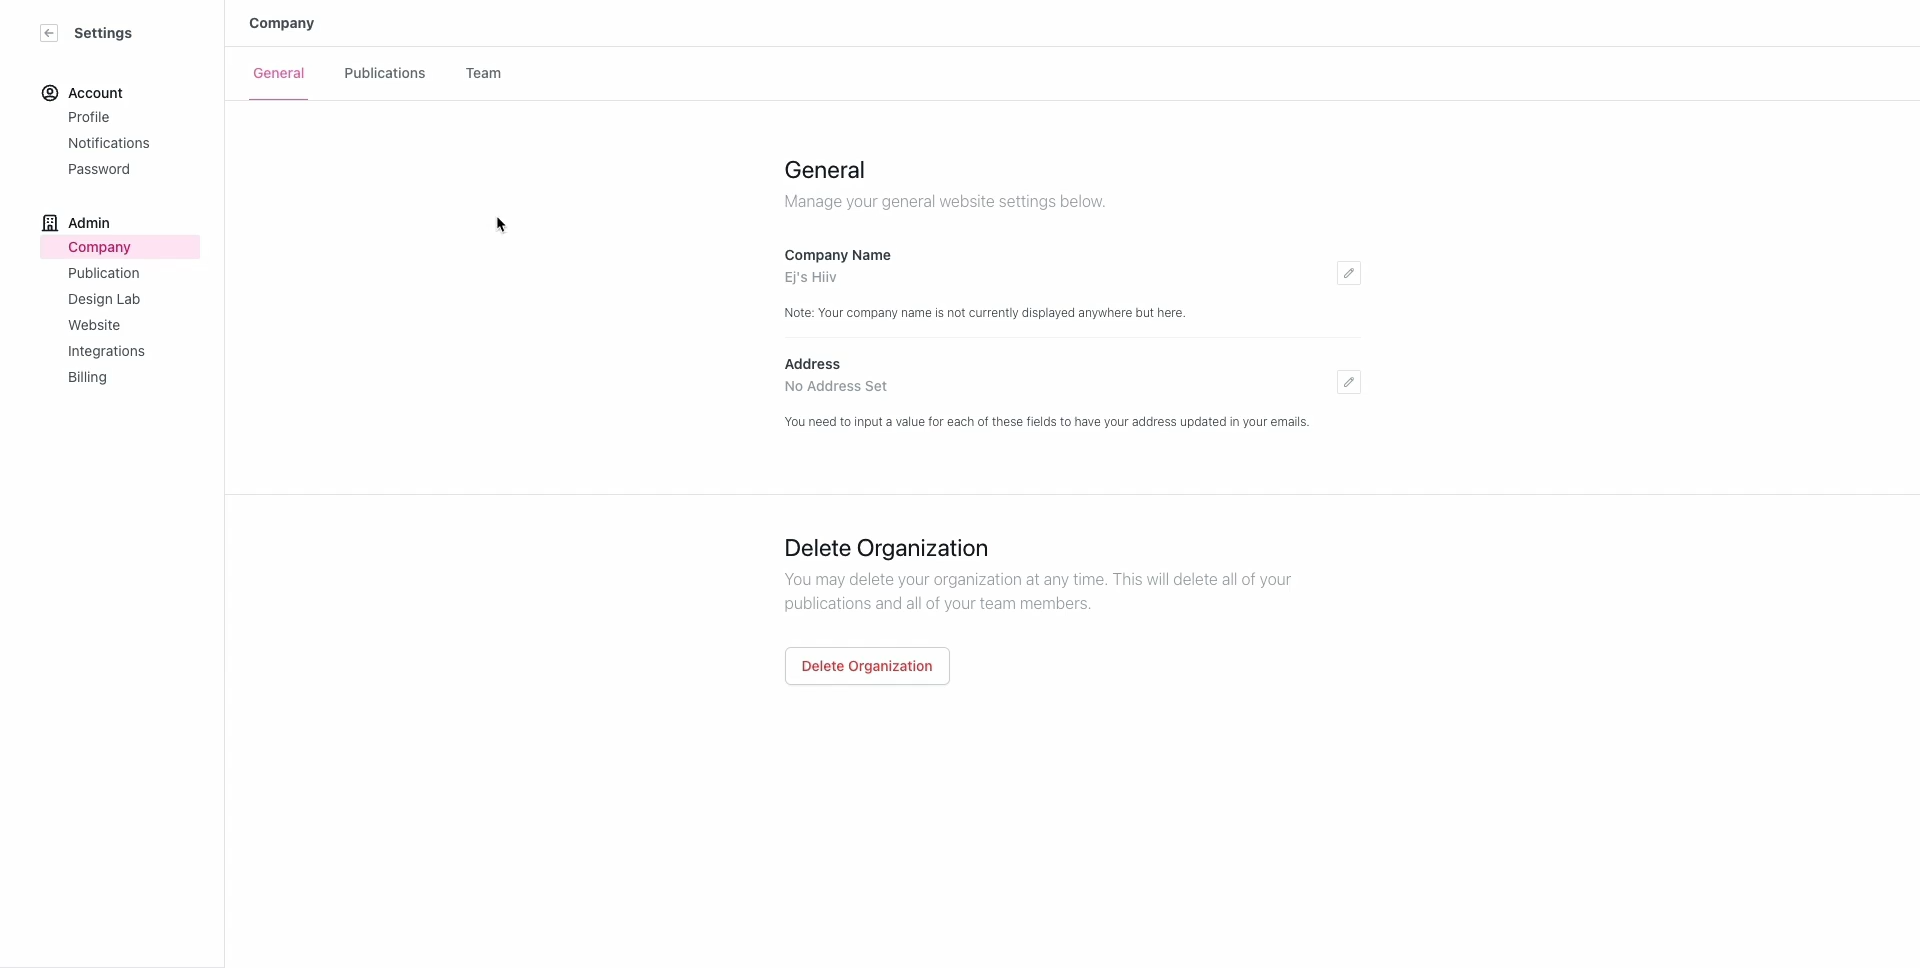 Settings
Account
Profile
Notifications
Password
Admin
Company
Publication
Design Lab
Website
Integrations
Billing
Company
General Publications Team
General
Manage your general website settings below.
Company Name
Ej's Hiiv
Note: Your company name is not currently displayed anywhere but here.
Address
No Address Set
You need to input a value for each of these fields to have your address updated in your emails.
Delete Organization
You may delete your organization at any time. This will delete all of your
publications and all of your team members.
Delete Organization